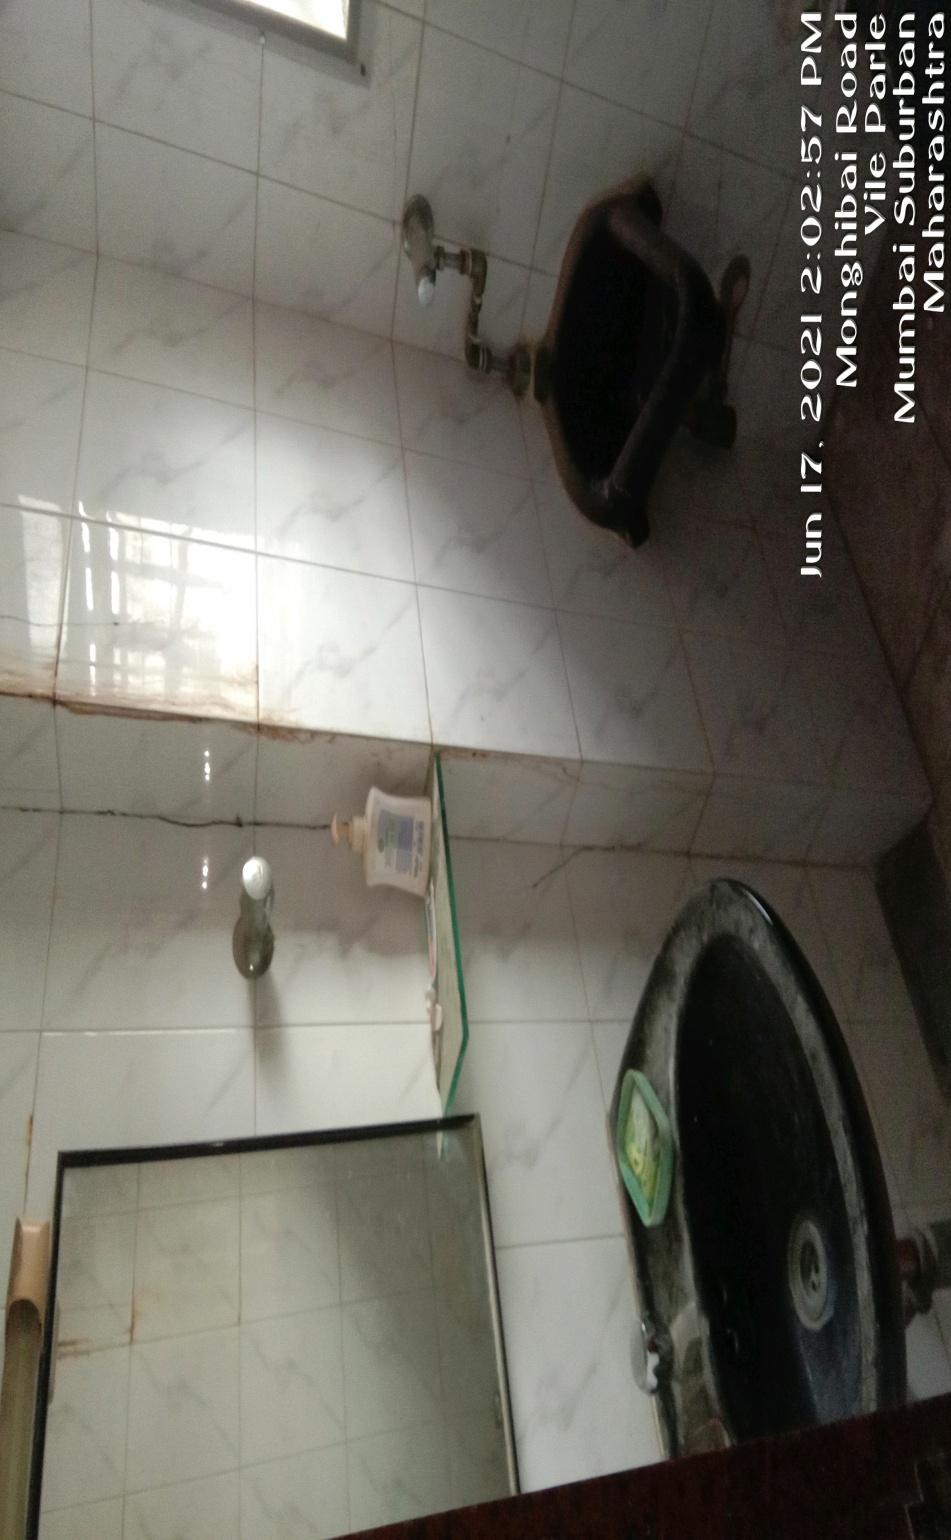 Jun 17, 2021 2:02:57 PM
Monghibai Road
Vile Parle
Mumbai Suburban
Maharashtra